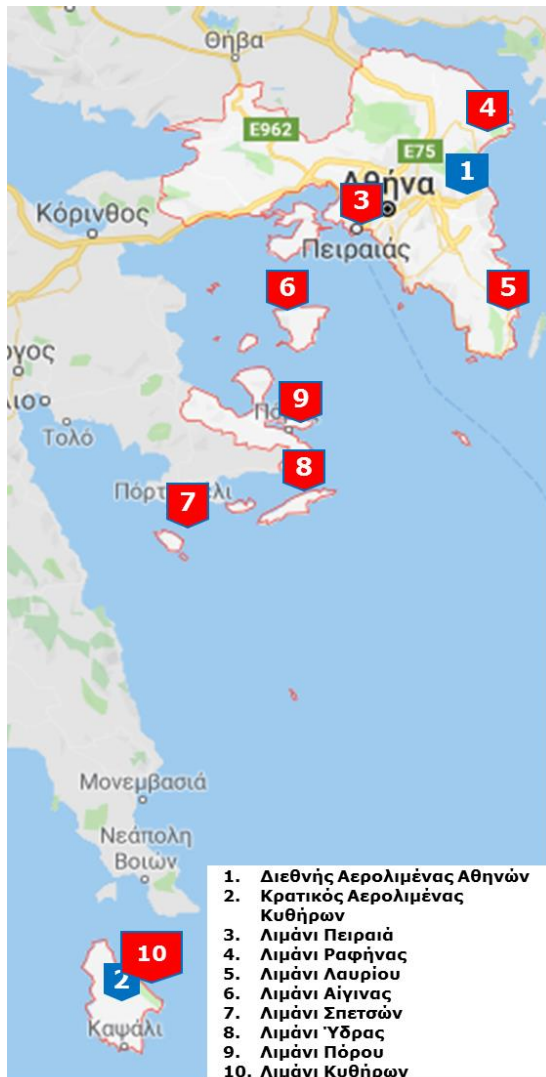 Θήβα
4
E962
E75
1
Αθήνα
3
Κόρινθος
Πειραιάς
6
5
9
Τολό
8
7
Μονεμβασιά
Νεάπολη
Βοιών
10
2
Καψάλι
1. Διεθνής Αερολιμένας Αθηνών
2. Κρατικός Αερολιμένας
Κυθήρων
3. Λιμάνι Πειραιά
4. Λιμάνι Ραφήνας
5. Λιμάνι Λαυρίου
6. Λιμάνι Αίγινας
7. Λιμάνι Σπετσών
8. Λιμάνι Ύδρας
9. Λιμάνι Πόρου
10. Λιμάνι Κυθήρων